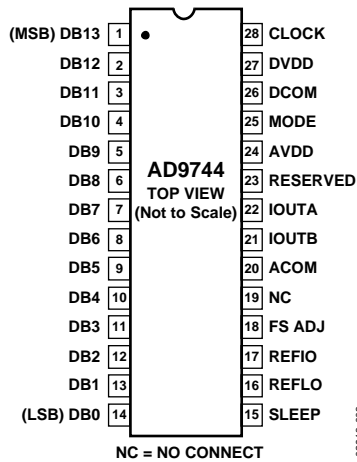 (MSB) DB13 1 28 CLOCK
DB12 2 27 DVDD
DB11 3 26 DCOM
DB10 4 25 MODE
DB9 5 24 AVDD
DB8 6 23 RESERVED
DB7 7 22 IOUTA
DB6 8 21 IOUTB
DB5 9 20 ACOM
DB4 10 19 NC
DB3 11 18 FS ADJ
DB2 12 17 REFIO
DB1 13 16 REFLO
(LSB) DB0 14 15 SLEEP
AD9744
TOP VIEW
(Not to Scale)
NC = NO CONNECT